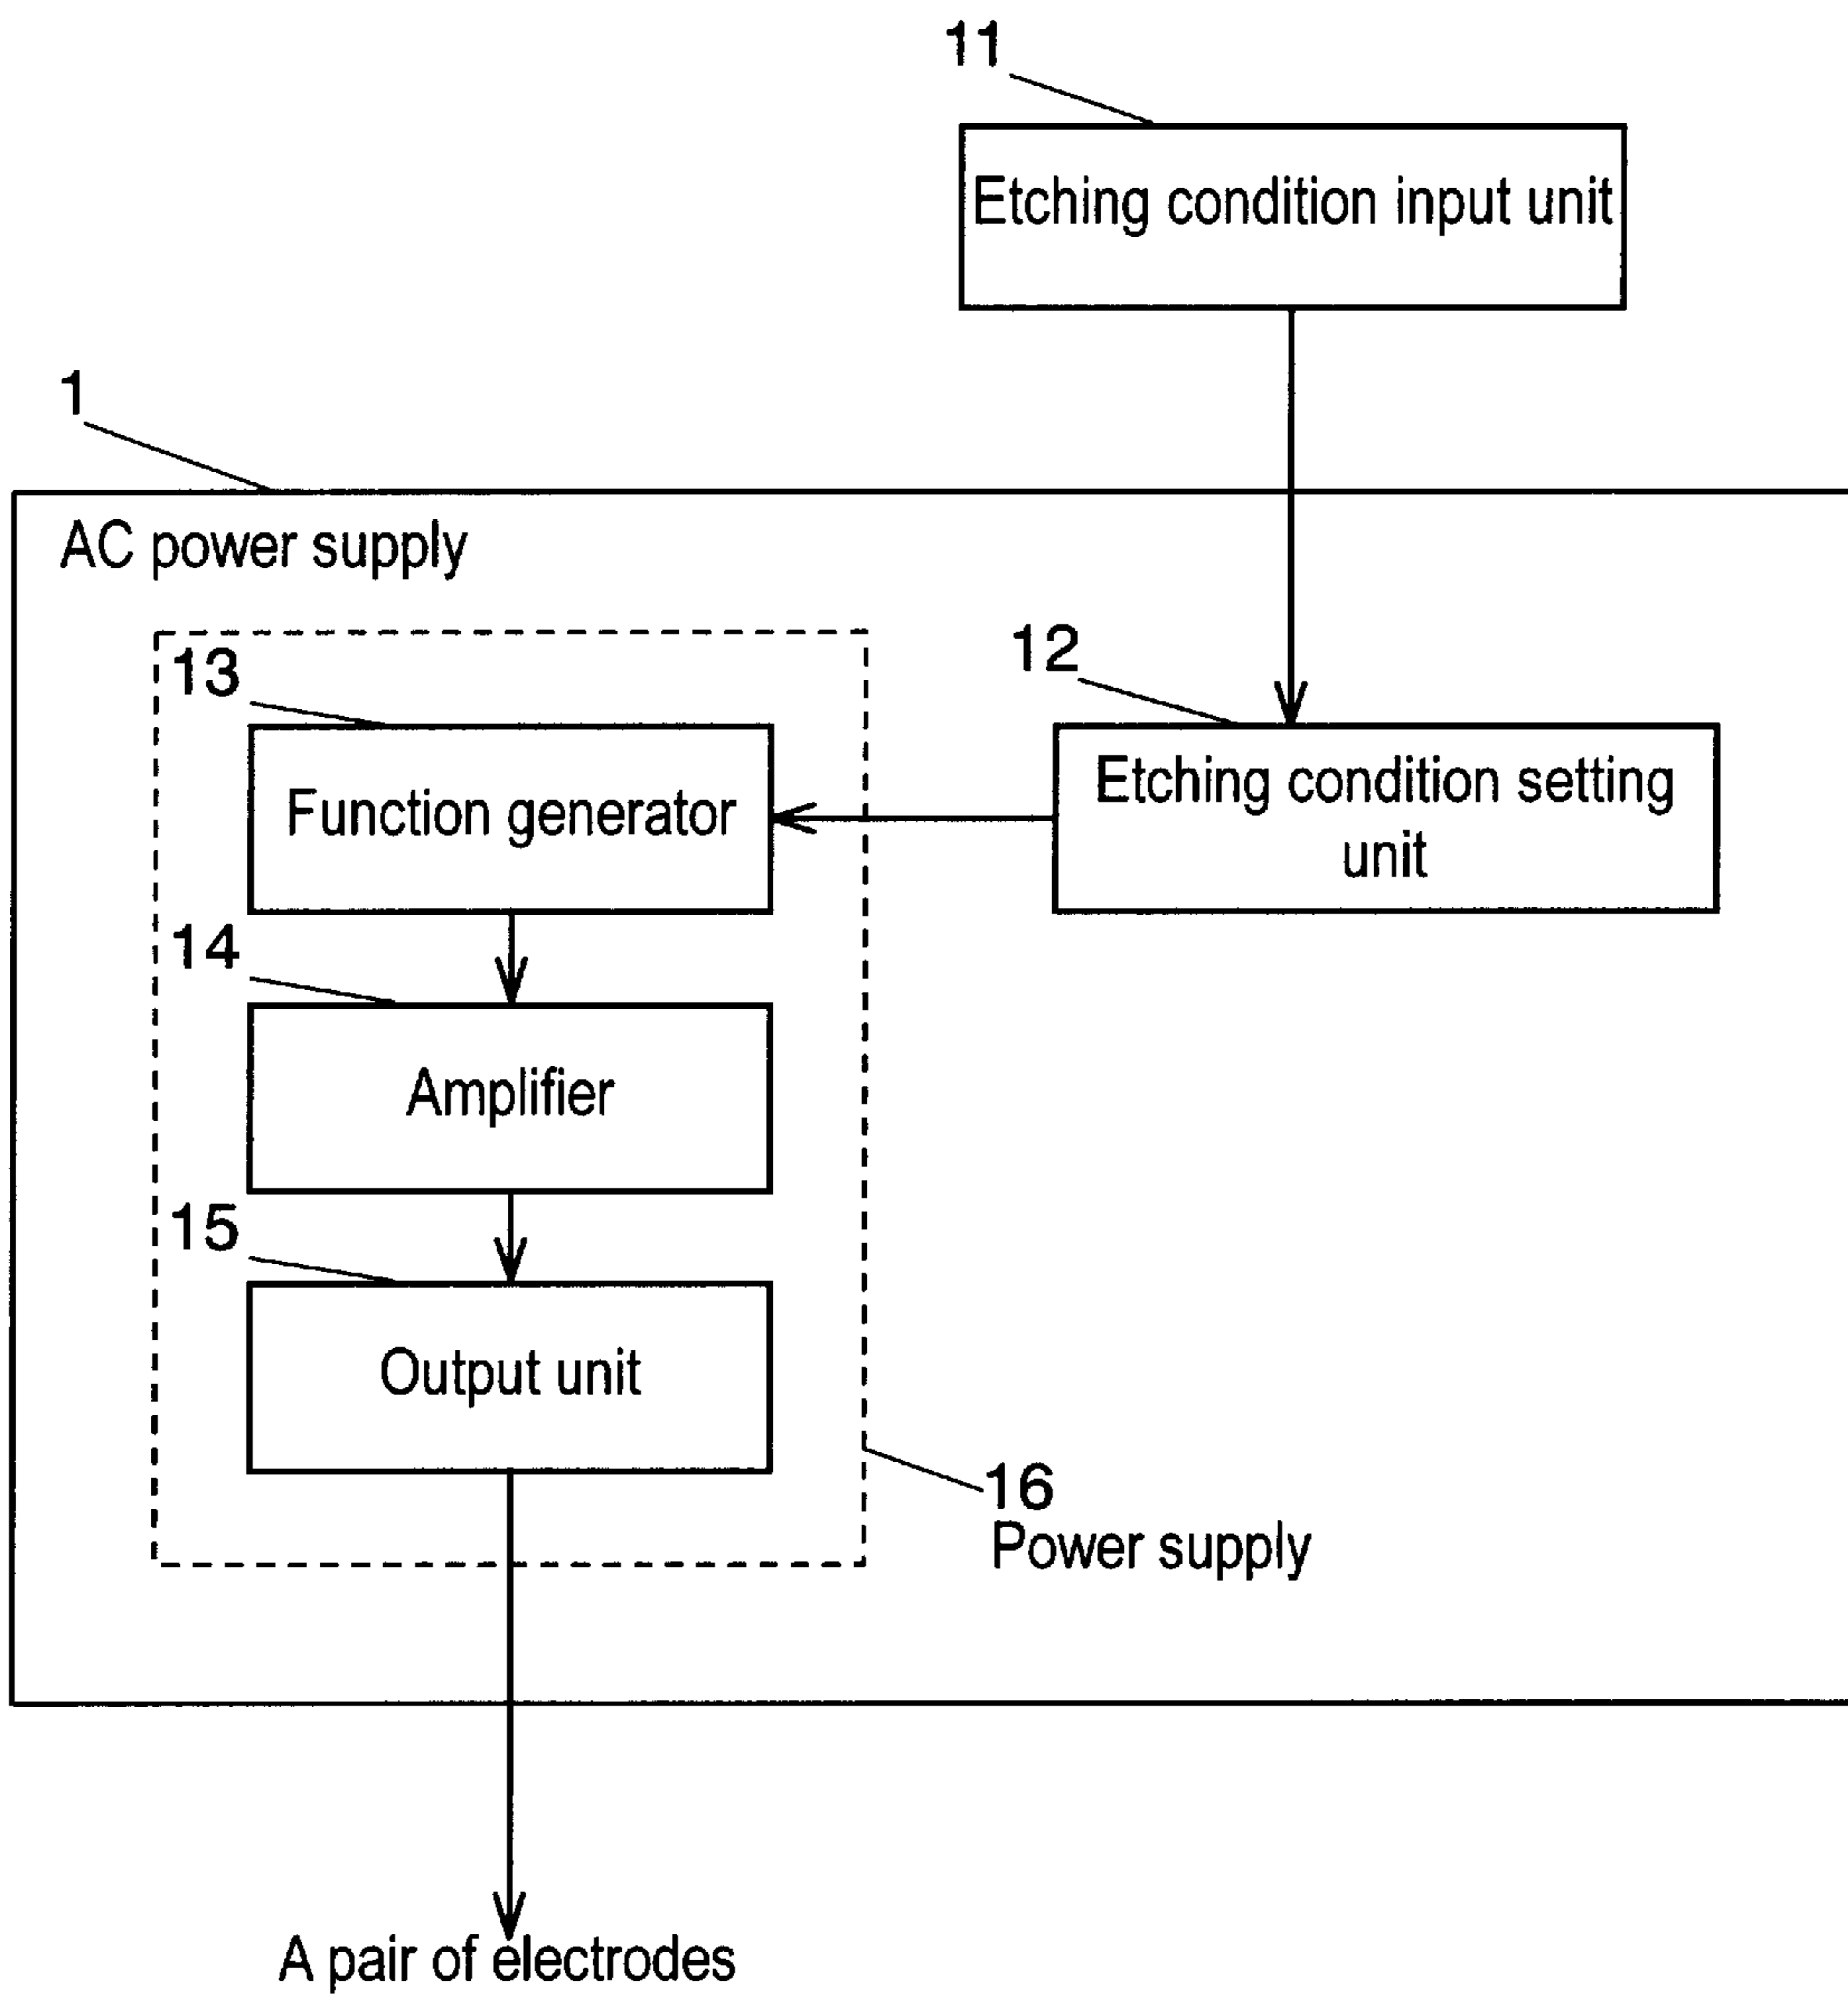 11
Etching condition input unit
1
AC power supply
13
12
Function generator
Etching condition setting
unit
14
Amplifier
15
Output unit
16
Power supply
A pair of electrodes